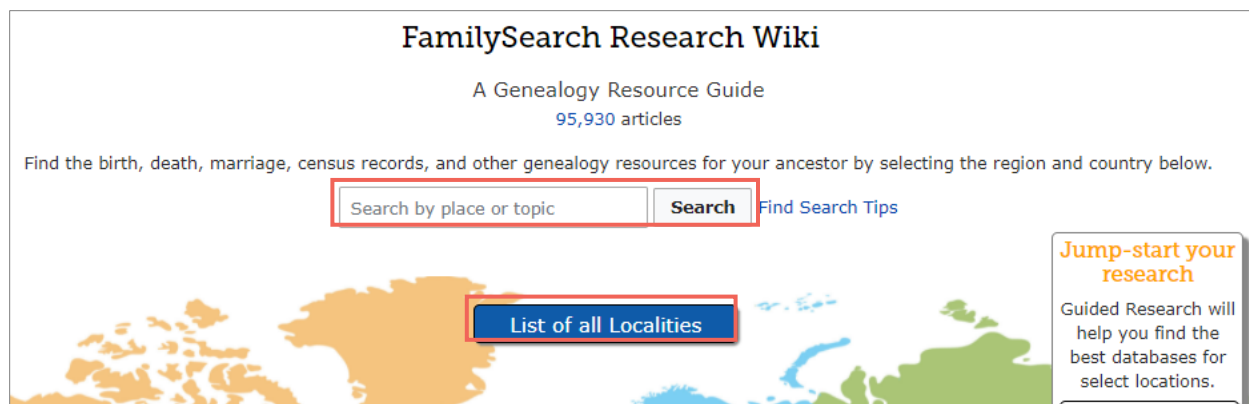 FamilySearch Research Wiki
A Genealogy Resource Guide
95,930 articles
Find the birth, death, marriage, census records, and other genealogy resources for your ancestor by selecting the region and country below.
Search by place or topic Search Find Search Tips
List of all Localities
Jump-start your
research
Guided Research will
help you find the
best databases for
select locations.